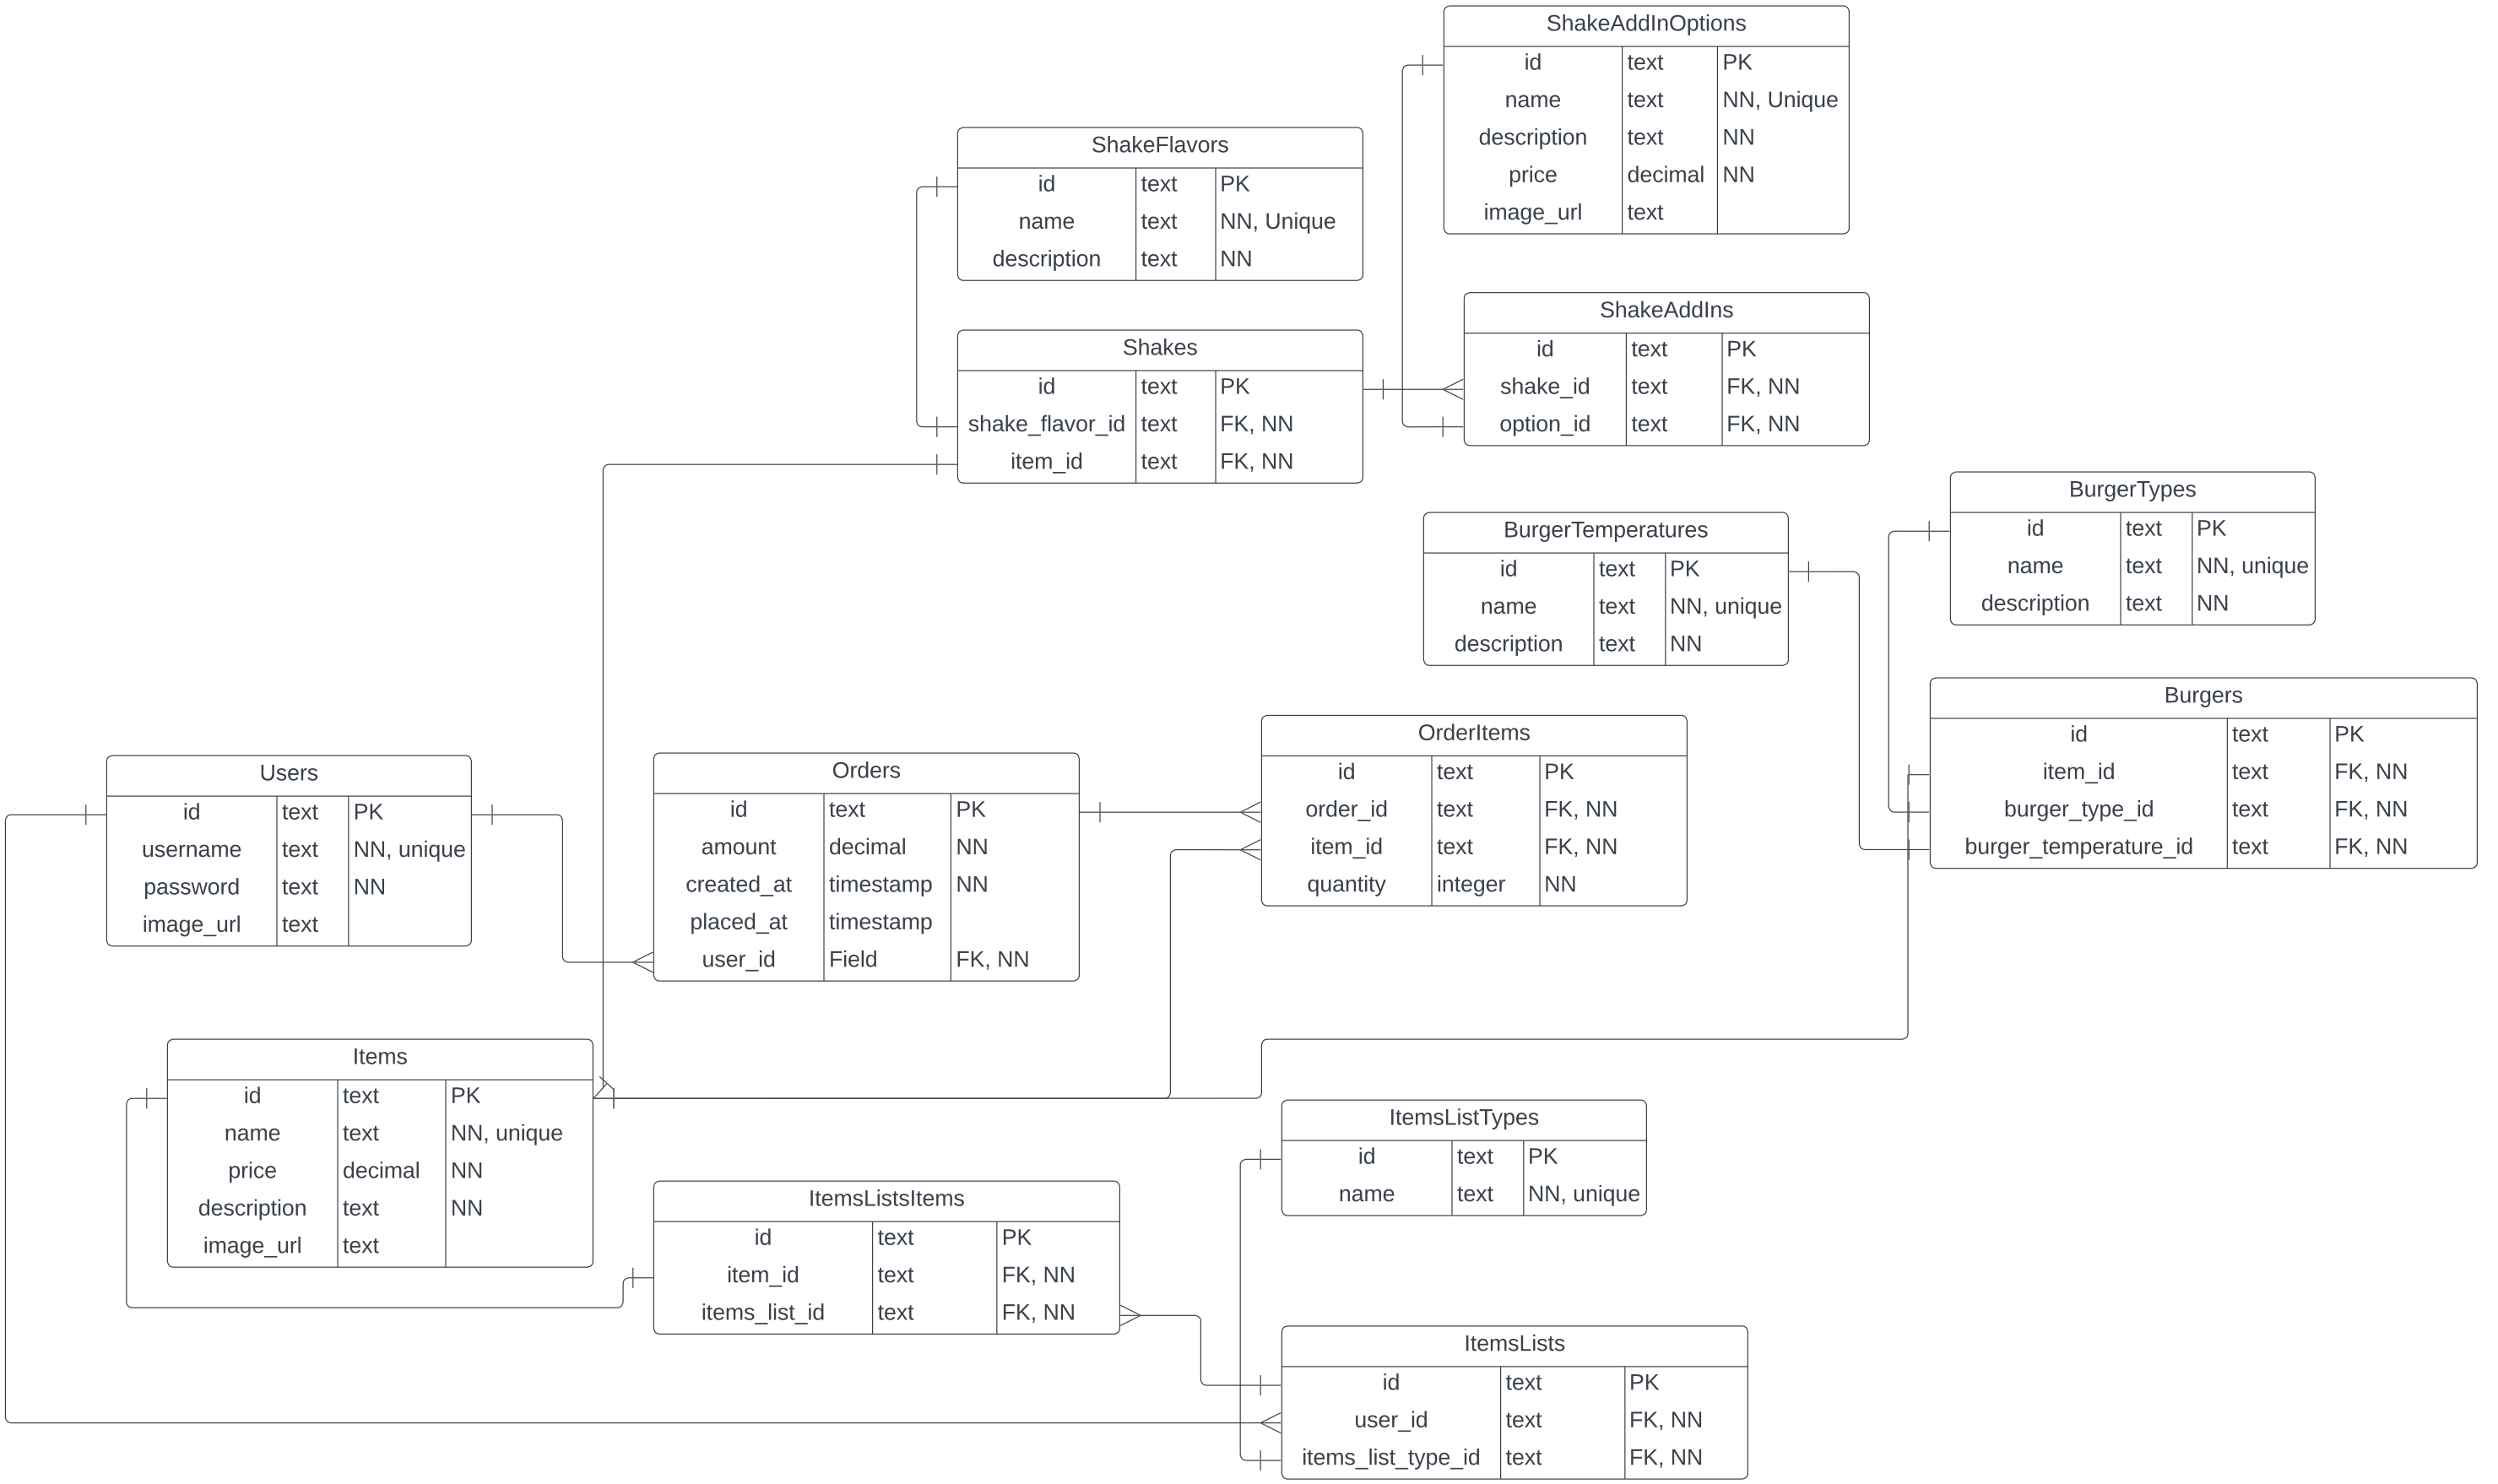 ShakeAddInOptions
id text PK
name text NN, Unique
description text NN
price decimal NN
image_url text
ShakeFlavors
id text PK
name text NN, Unique
description text NN
ShakeAddIns
id text PK
shake_id text FK, NN
option_id text FK, NN
Shakes
id text PK
shake_flavor_id text FK, NN
item_id text FK, NN
BurgerTypes
id text PK
name text NN, unique
description text NN
BurgerTemperatures
id text PK
name text NN, unique
description text NN
Burgers
id text PK
item_id text FK, NN
burger_type_id text FK, NN
burger_temperature_id text FK, NN
OrderItems
id text PK
order_id text FK, NN
item_id text FK, NN
quantity integer NN
Orders
id text PK
amount decimal NN
created_at timestamp NN
placed_at timestamp
user_id Field FK, NN
Users
id text PK
username text NN, unique
password text NN
image_url text
Items
id text PK
name text NN, unique
price decimal NN
description text NN
image_url text
ItemsListTypes
id text PK
name text NN, unique
ItemsListsItems
id text PK
item_id text FK, NN
items_list_id text FK, NN
ItemsLists
id text PK
user_id text FK, NN
items_list_type_id text FK, NN